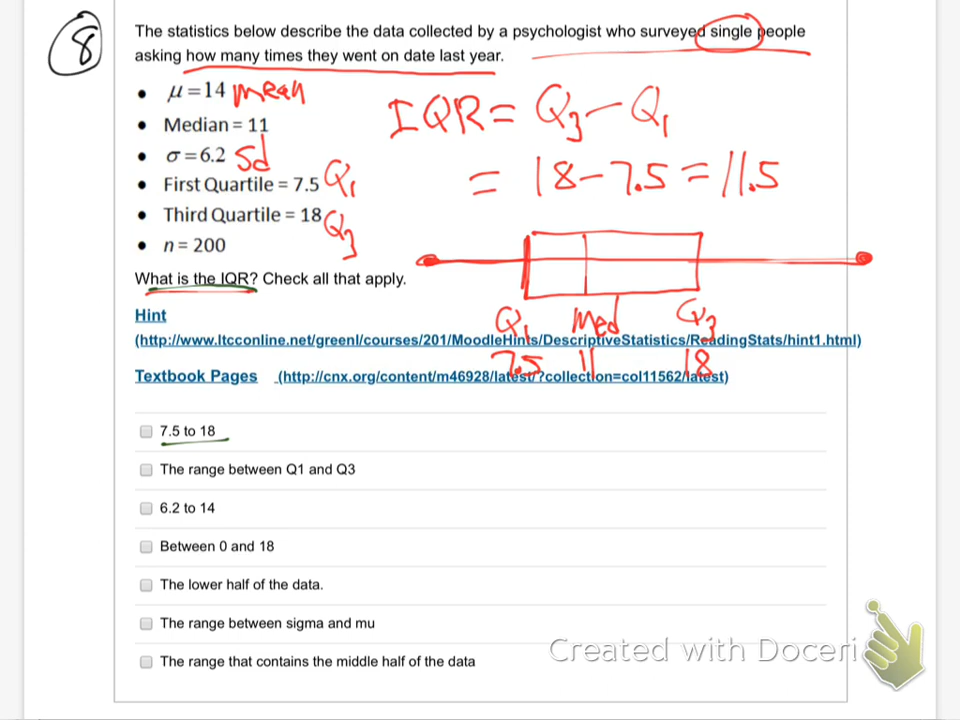 8
The statistics below describe the data collected by a psychologist who surveyed single people
asking how many times they went on date last year.
• μ = 14 mean
• Median = 11
• σ = 6.2 sd
• First Quartile = 7.5 Q1
• Third Quartile = 18 Q3
• n = 200
IQR = Q3 - Q1
= 18 - 7.5 = 11.5
What is the IQR? Check all that apply.
Q1 Med Q3
7.5 11 18
Hint
(http://www.ltcconline.net/greenl/courses/201/MoodleHints/DescriptiveStatistics/ReadingStats/hint1.html)
Textbook Pages (http://cnx.org/content/m46928/latest/?collection=col11562/latest)
7.5 to 18
The range between Q1 and Q3
6.2 to 14
Between 0 and 18
The lower half of the data.
The range between sigma and mu
The range that contains the middle half of the data
Created with Doceri